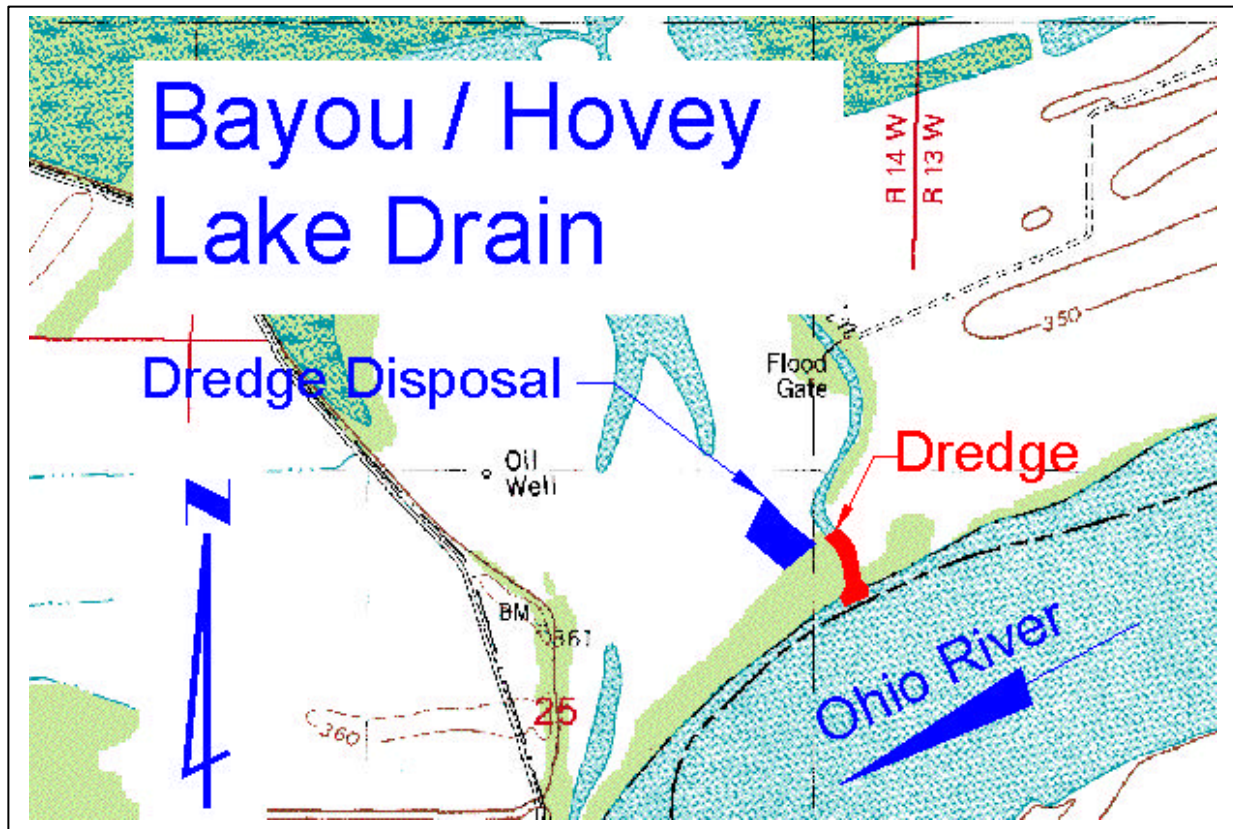 Bayou / Hovey
Lake Drain
R 14 W
R 13 W
350
Flood
Gate
Dredge Disposal
Dredge
Oil
Well
N
BM
361
Ohio River
25
360